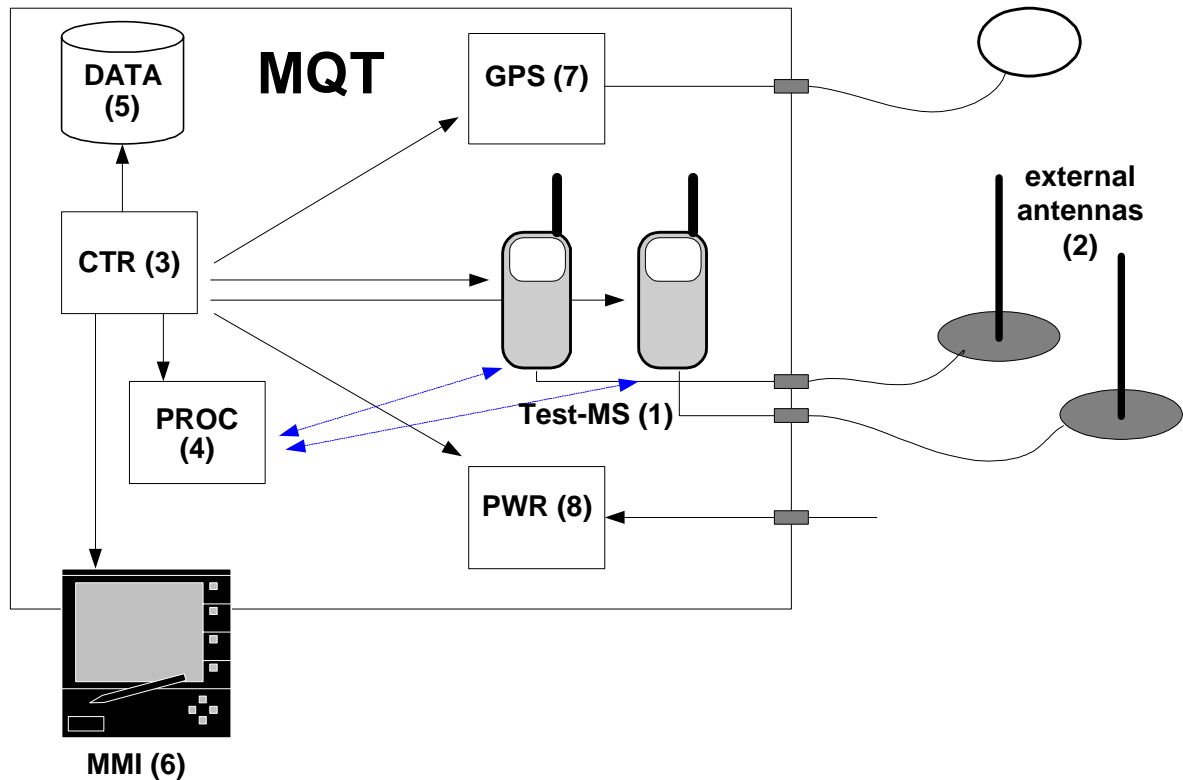 DATA
(5)
MQT
GPS (7)
external
antennas
(2)
CTR (3)
PROC
(4)
Test-MS (1)
PWR (8)
MMI (6)